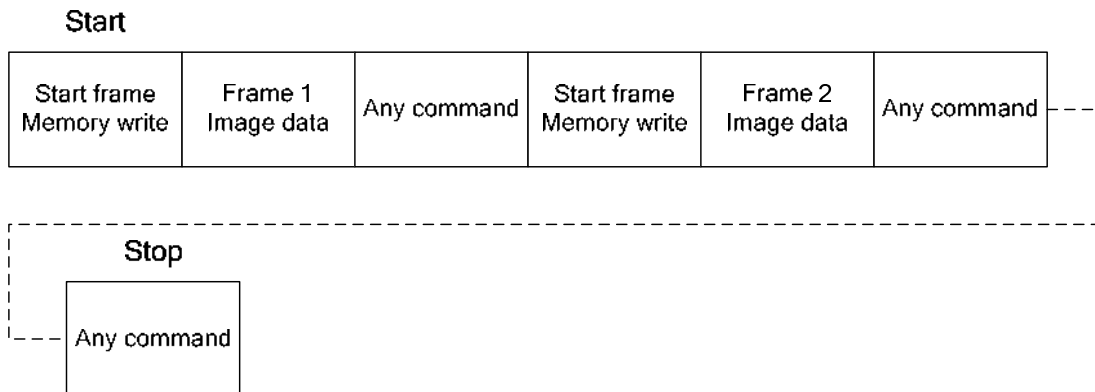 Start
Start frame
Memory write
Frame 1
Image data
Any command
Start frame
Memory write
Frame 2
Image data
Any command
Stop
Any command